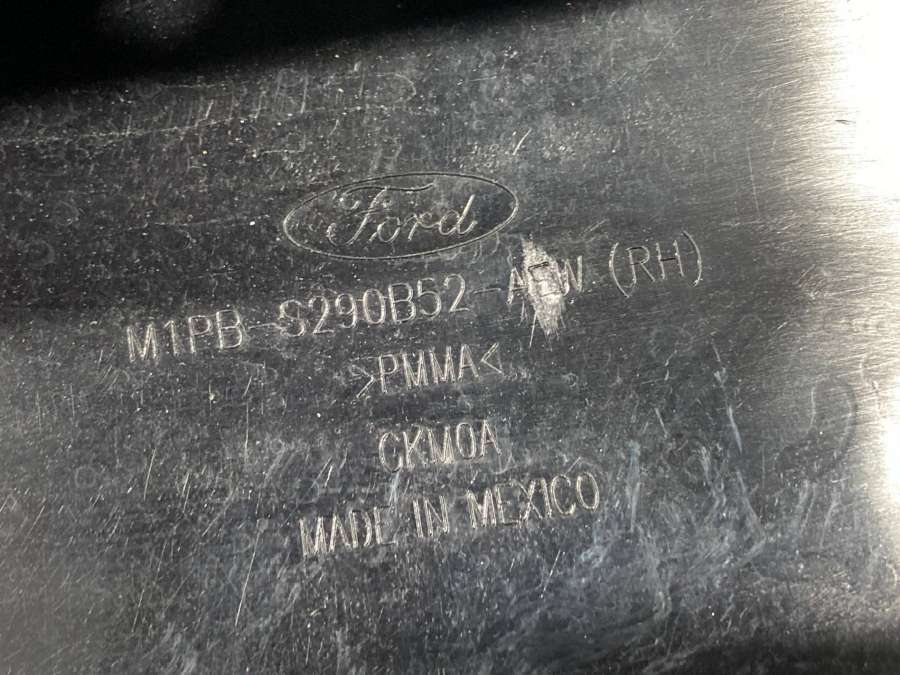 Ford
M1PB-S290B52-AEW (RH)
>PMMA<
CKM0A
MADE IN MEXICO